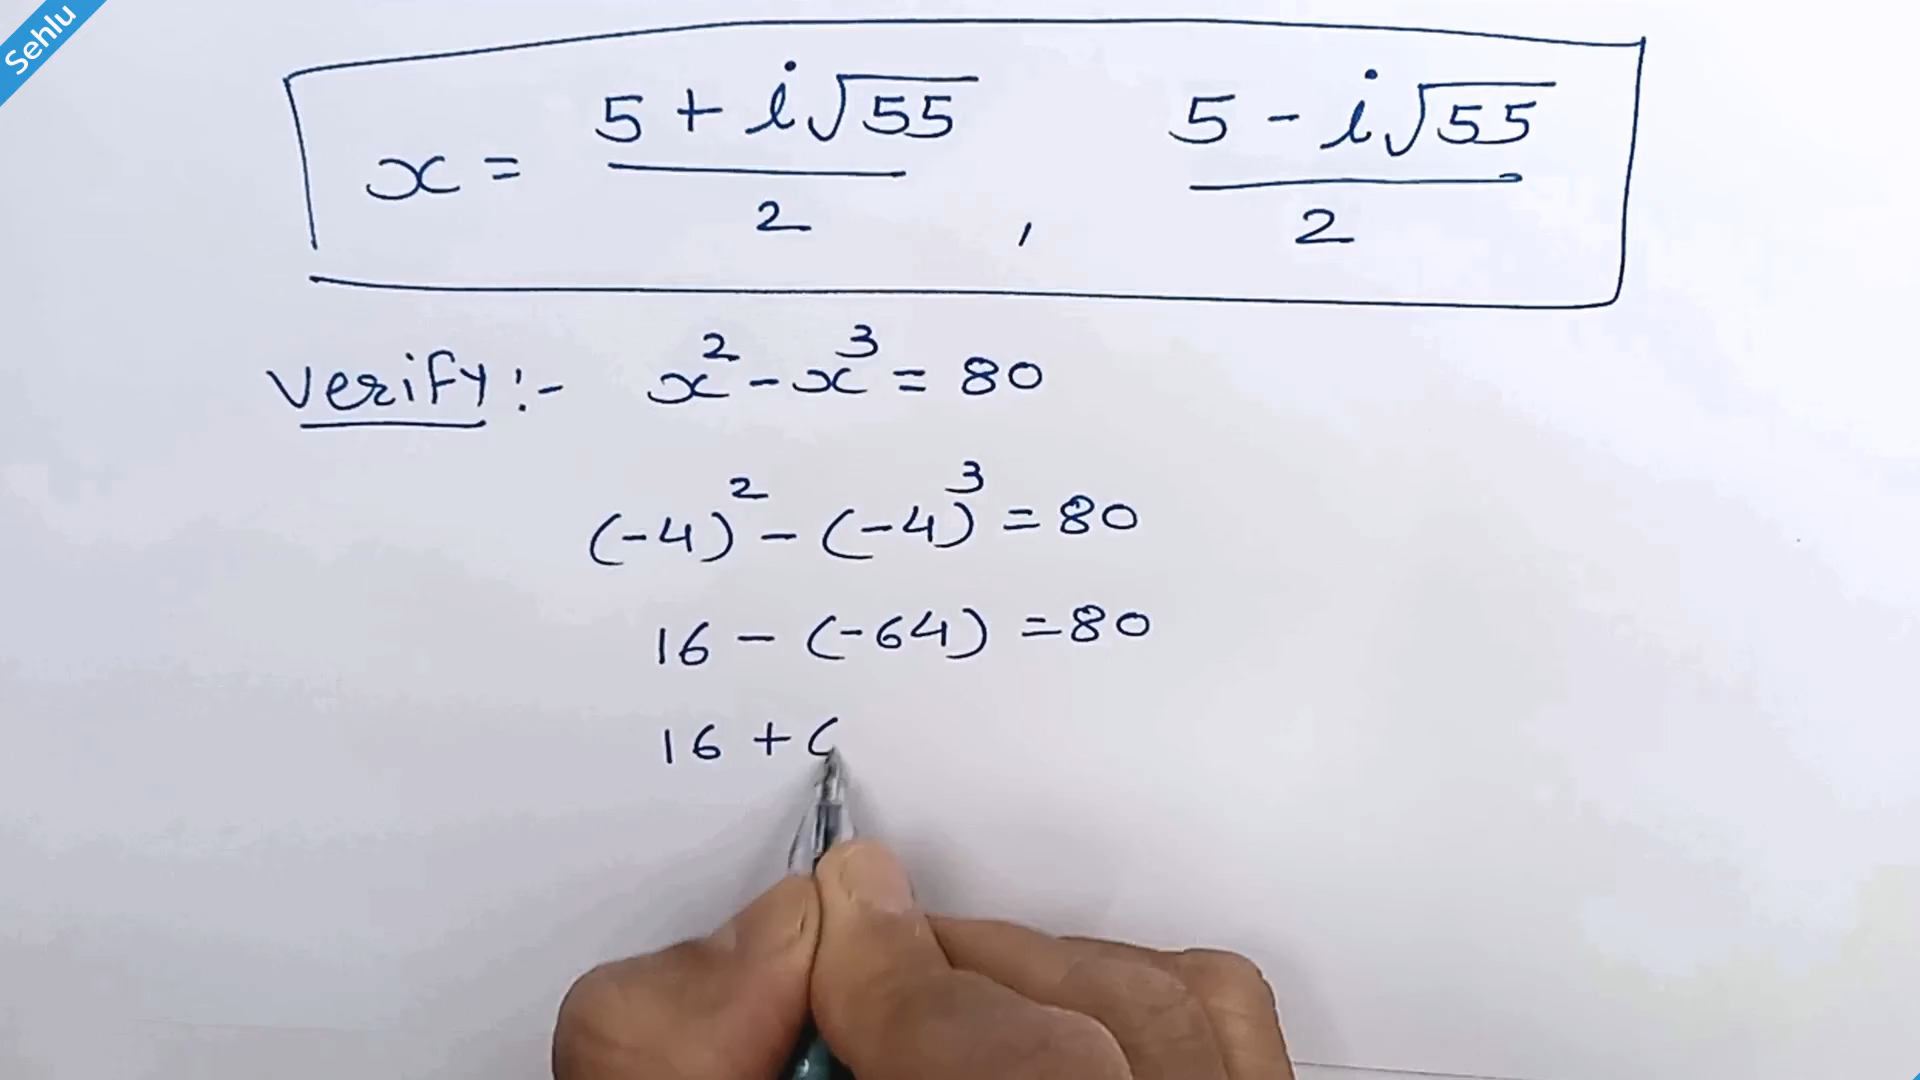 Sehlu
x = (5 + i√55)/2 , (5 - i√55)/2
Verify :- x² - x³ = 80
(-4)² - (-4)³ = 80
16 - (-64) = 80
16 +